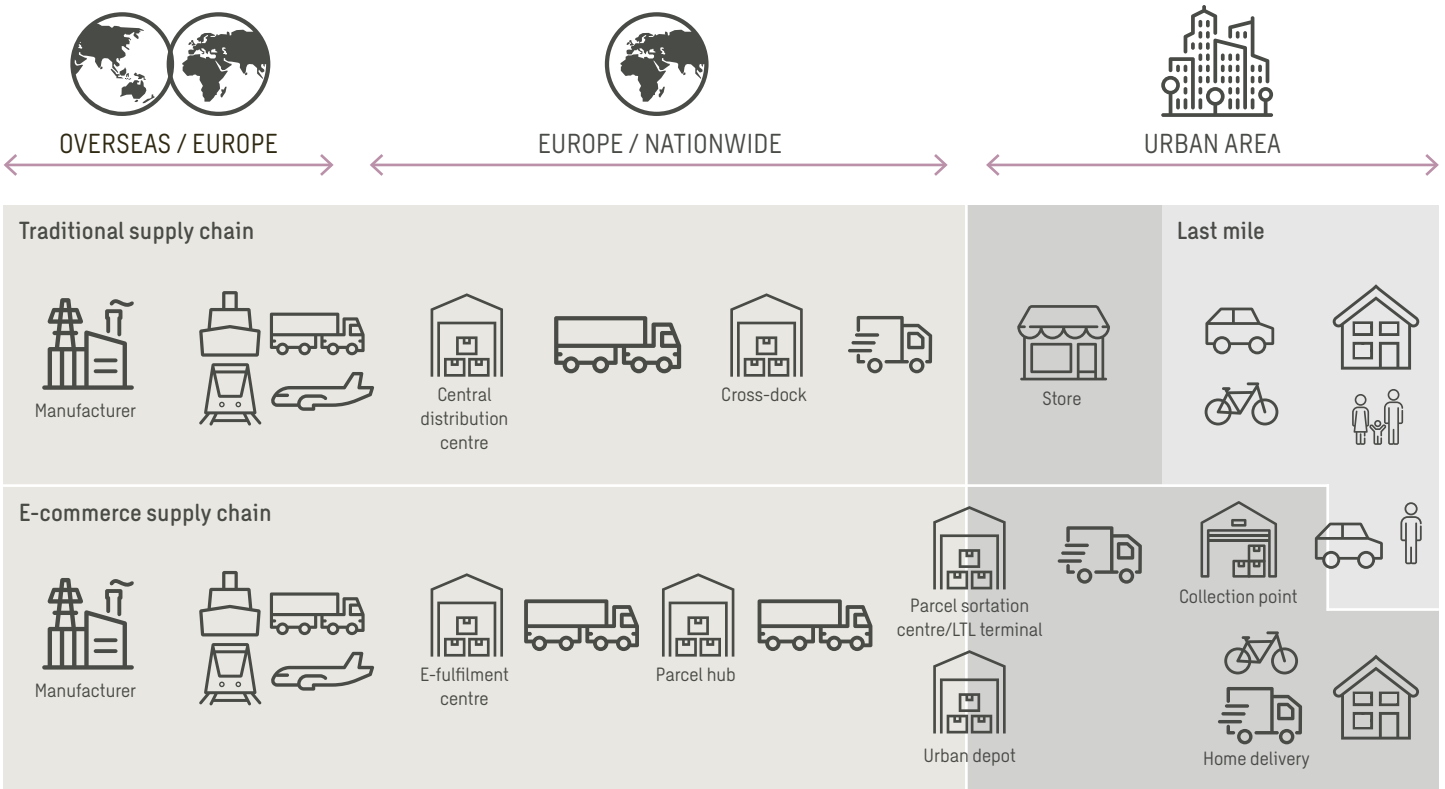 OVERSEAS / EUROPE
EUROPE / NATIONWIDE
URBAN AREA
Traditional supply chain
Last mile
Manufacturer
Central
distribution
centre
Cross-dock
Store
E-commerce supply chain
Manufacturer
E-fulfilment
centre
Parcel hub
Parcel sortation
centre/LTL terminal
Urban depot
Collection point
Home delivery